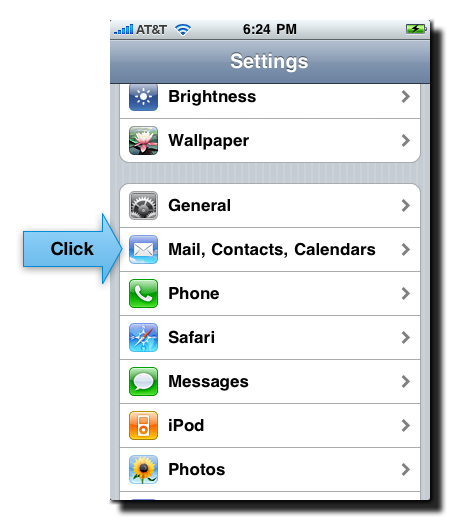 AT&T 6:24 PM
Settings
Brightness
Wallpaper
General
Click
Mail, Contacts, Calendars
Phone
Safari
Messages
iPod
Photos